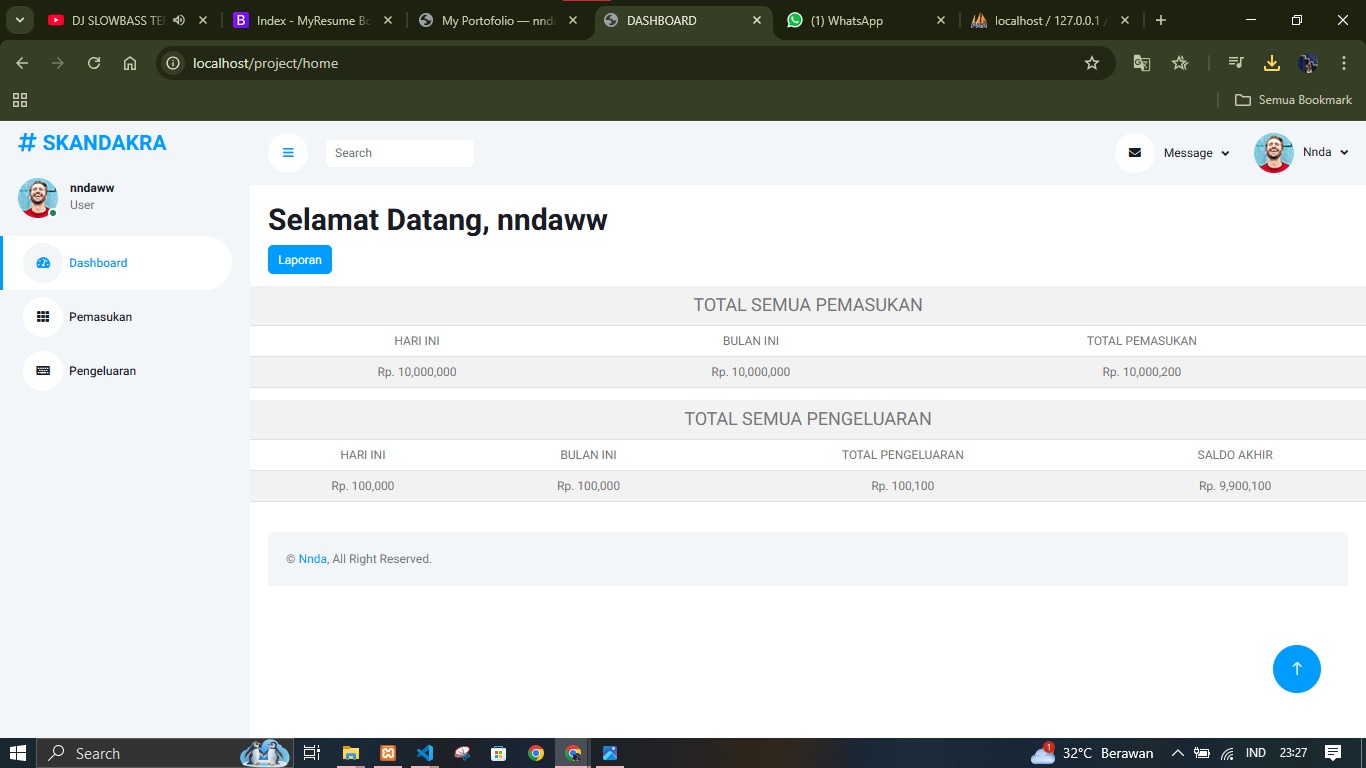 DJ SLOWBASS TE
Index - MyResume Bo
My Portofolio — nnda
DASHBOARD
(1) WhatsApp
localhost / 127.0.0.1 /
localhost/project/home
Semua Bookmark
# SKANDAKRA
Search
Message
Nnda
nndaww
User
Selamat Datang, nndaww
Laporan
Dashboard
Pemasukan
Pengeluaran
TOTAL SEMUA PEMASUKAN
HARI INI BULAN INI TOTAL PEMASUKAN
Rp. 10,000,000 Rp. 10,000,000 Rp. 10,000,200
TOTAL SEMUA PENGELUARAN
HARI INI BULAN INI TOTAL PENGELUARAN SALDO AKHIR
Rp. 100,000 Rp. 100,000 Rp. 100,100 Rp. 9,900,100
© Nnda, All Right Reserved.
Search
1
32°C Berawan
IND
23:27